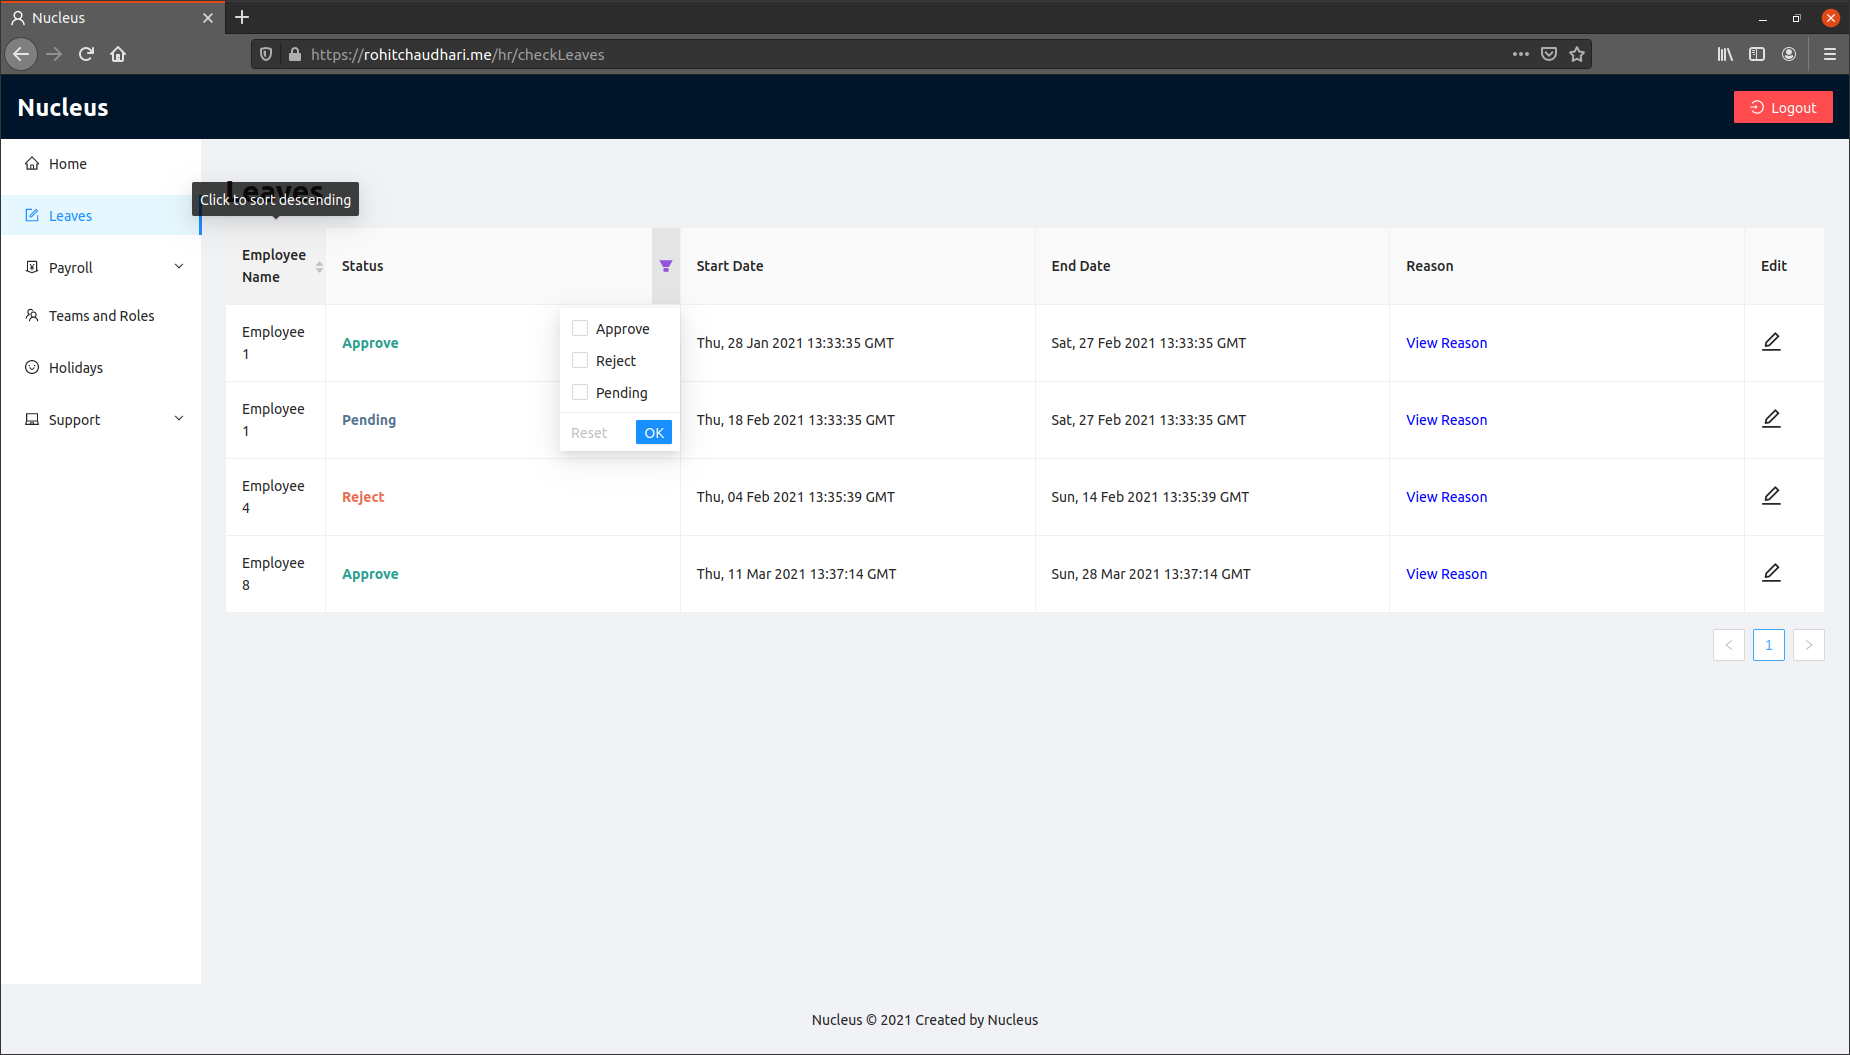 Nucleus
https://rohitchaudhari.me/hr/checkLeaves
Nucleus
Logout
Home
Leaves
Payroll
Teams and Roles
Holidays
Support
Leaves
Click to sort descending
Employee
Name
Status
Start Date
End Date
Reason
Edit
Employee
1
Approve
Thu, 28 Jan 2021 13:33:35 GMT
Sat, 27 Feb 2021 13:33:35 GMT
View Reason
Employee
1
Pending
Thu, 18 Feb 2021 13:33:35 GMT
Sat, 27 Feb 2021 13:33:35 GMT
View Reason
Employee
4
Reject
Thu, 04 Feb 2021 13:35:39 GMT
Sun, 14 Feb 2021 13:35:39 GMT
View Reason
Employee
8
Approve
Thu, 11 Mar 2021 13:37:14 GMT
Sun, 28 Mar 2021 13:37:14 GMT
View Reason
Approve
Reject
Pending
Reset
OK
1
Nucleus © 2021 Created by Nucleus